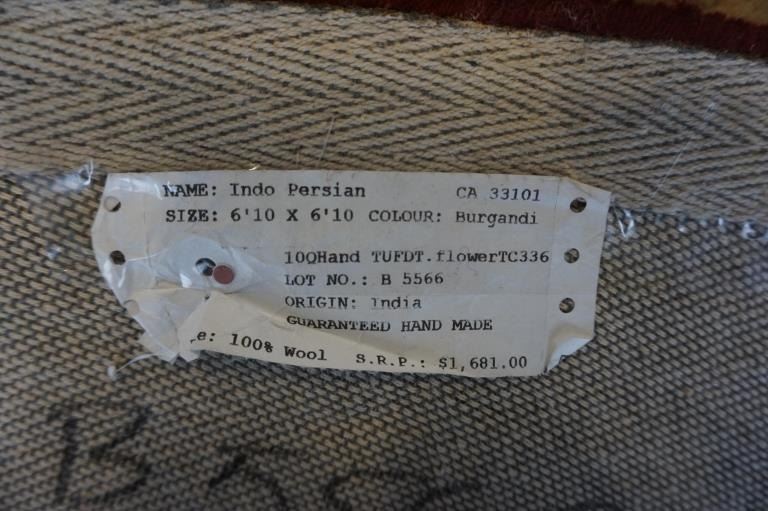 NAME: Indo Persian CA 33101
SIZE: 6'10 X 6'10 COLOUR: Burgandi
10QHand TUFDT.flowerTC336
LOT NO.: B 5566
ORIGIN: India
GUARANTEED HAND MADE
e: 100% Wool S.R.P.: $1,681.00